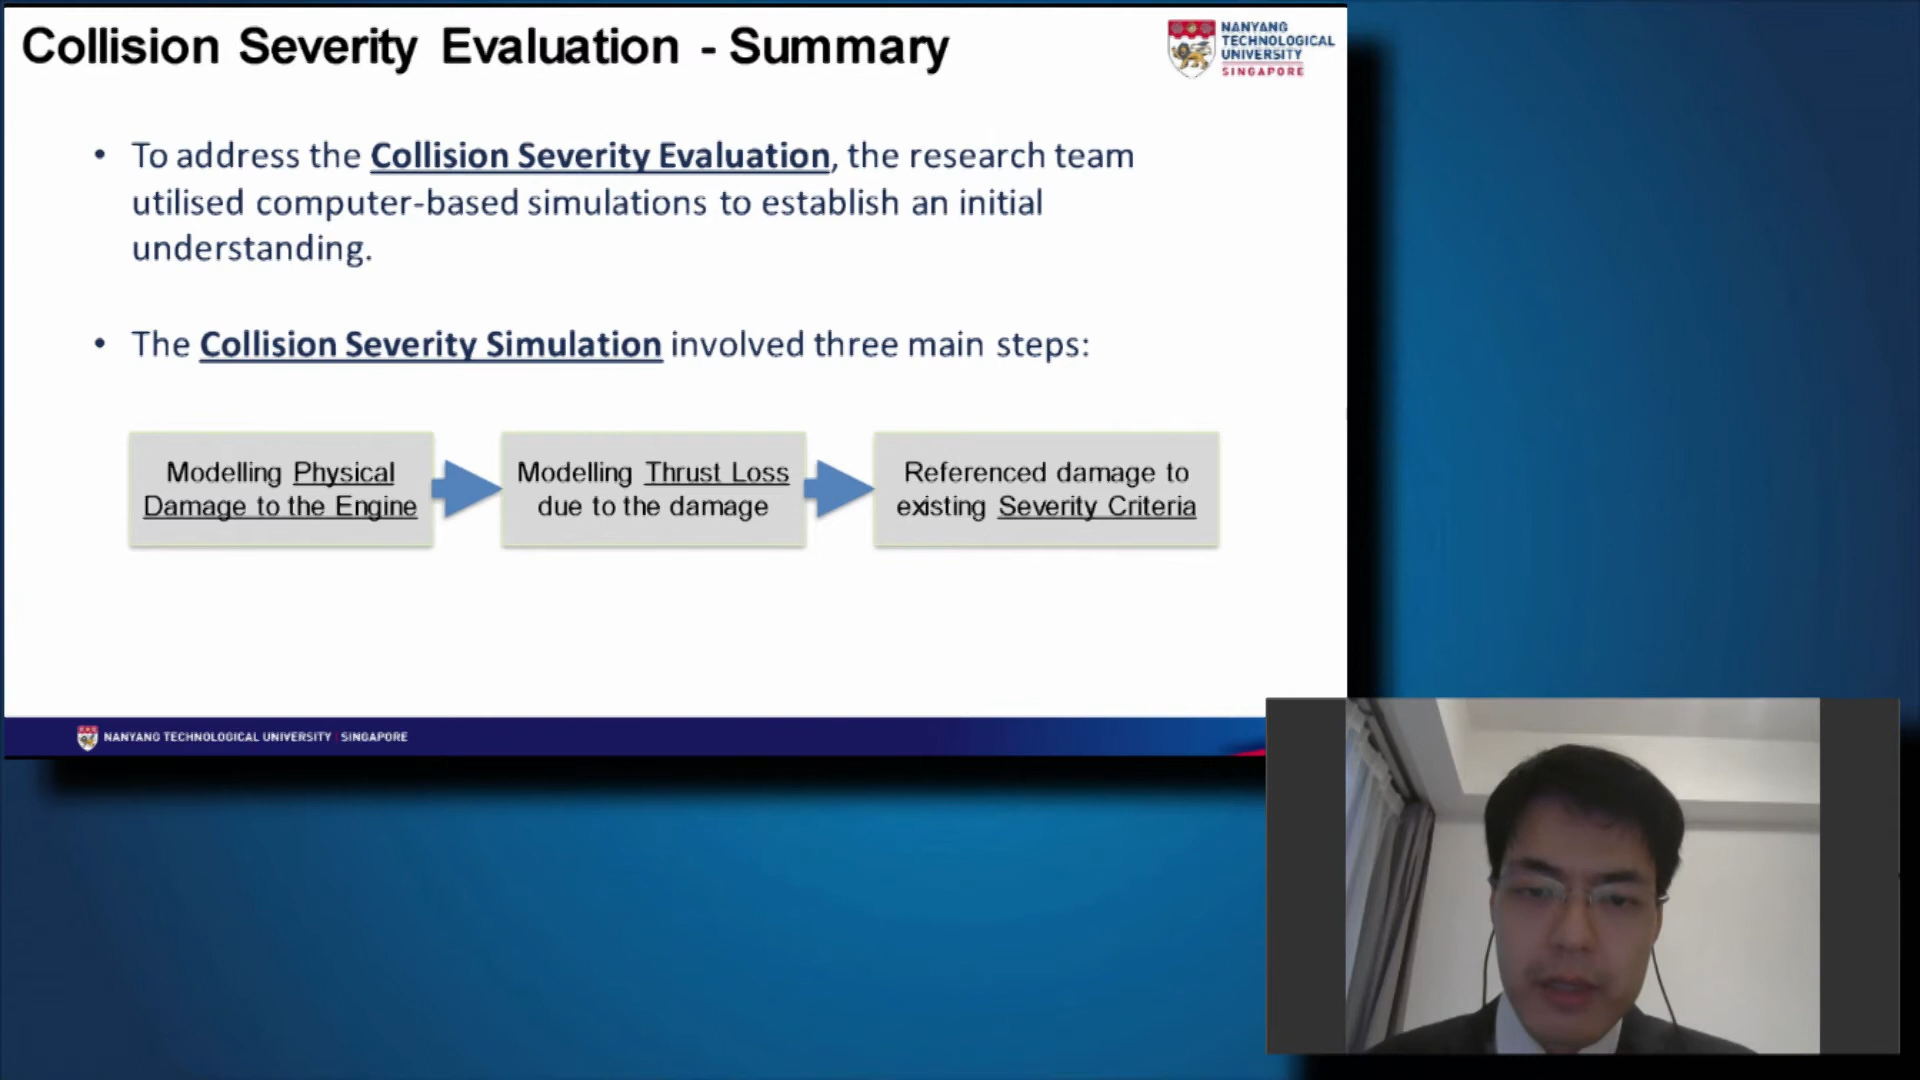 Collision Severity Evaluation - Summary
NANYANG
TECHNOLOGICAL
UNIVERSITY
SINGAPORE
• To address the Collision Severity Evaluation, the research team
utilised computer-based simulations to establish an initial
understanding.
• The Collision Severity Simulation involved three main steps:
Modelling Physical
Damage to the Engine
Modelling Thrust Loss
due to the damage
Referenced damage to
existing Severity Criteria
NANYANG TECHNOLOGICAL UNIVERSITY | SINGAPORE